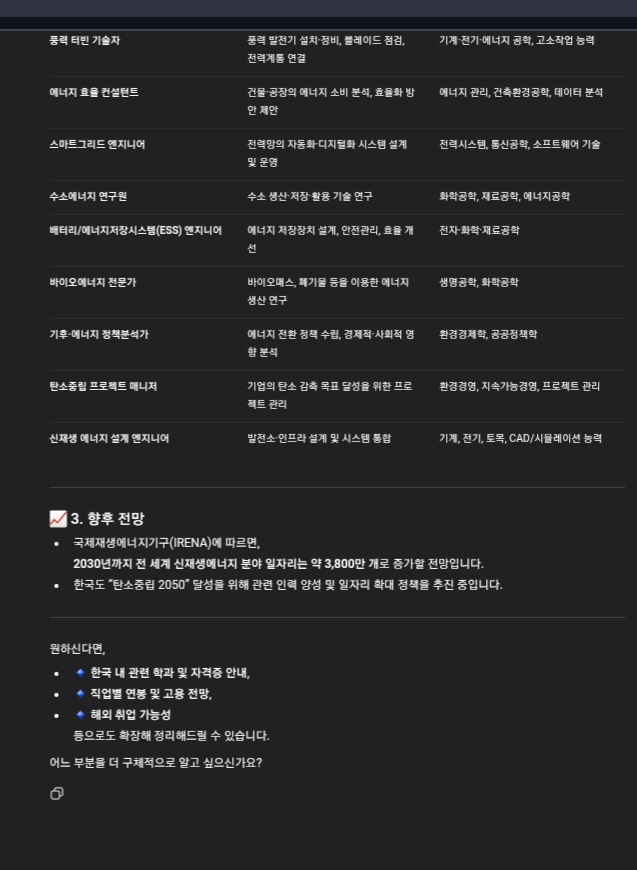 풍력 터빈 기술자
풍력 발전기 설치·정비, 블레이드 점검,
전력계통 연결
기계·전기·에너지 공학, 고소작업 능력
에너지 효율 컨설턴트
건물·공장의 에너지 소비 분석, 효율화 방
안 제안
에너지 관리, 건축환경공학, 데이터 분석
스마트그리드 엔지니어
전력망의 자동화·디지털화 시스템 설계
및 운영
전력시스템, 통신공학, 소프트웨어 기술
수소에너지 연구원
수소 생산·저장·활용 기술 연구
화학공학, 재료공학, 에너지공학
배터리/에너지저장시스템(ESS) 엔지니어
에너지 저장장치 설계, 안전관리, 효율 개
선
전자·화학·재료공학
바이오에너지 전문가
바이오매스, 폐기물 등을 이용한 에너지
생산 연구
생명공학, 화학공학
기후·에너지 정책분석가
에너지 전환 정책 수립, 경제적·사회적 영
향 분석
환경경제학, 공공정책학
탄소중립 프로젝트 매니저
기업의 탄소 감축 목표 달성을 위한 프로
젝트 관리
환경경영, 지속가능경영, 프로젝트 관리
신재생 에너지 설계 엔지니어
발전소·인프라 설계 및 시스템 통합
기계, 전기, 토목, CAD/시뮬레이션 능력
📈 3. 향후 전망
• 국제재생에너지기구(IRENA)에 따르면,
2030년까지 전 세계 신재생에너지 분야 일자리는 약 3,800만 개로 증가할 전망입니다.
• 한국도 “탄소중립 2050” 달성을 위해 관련 인력 양성 및 일자리 확대 정책을 추진 중입니다.
원하신다면,
• 🔹 한국 내 관련 학과 및 자격증 안내,
• 🔹 직업별 연봉 및 고용 전망,
• 🔹 해외 취업 가능성
등으로도 확장해 정리해드릴 수 있습니다.
어느 부분을 더 구체적으로 알고 싶으신가요?